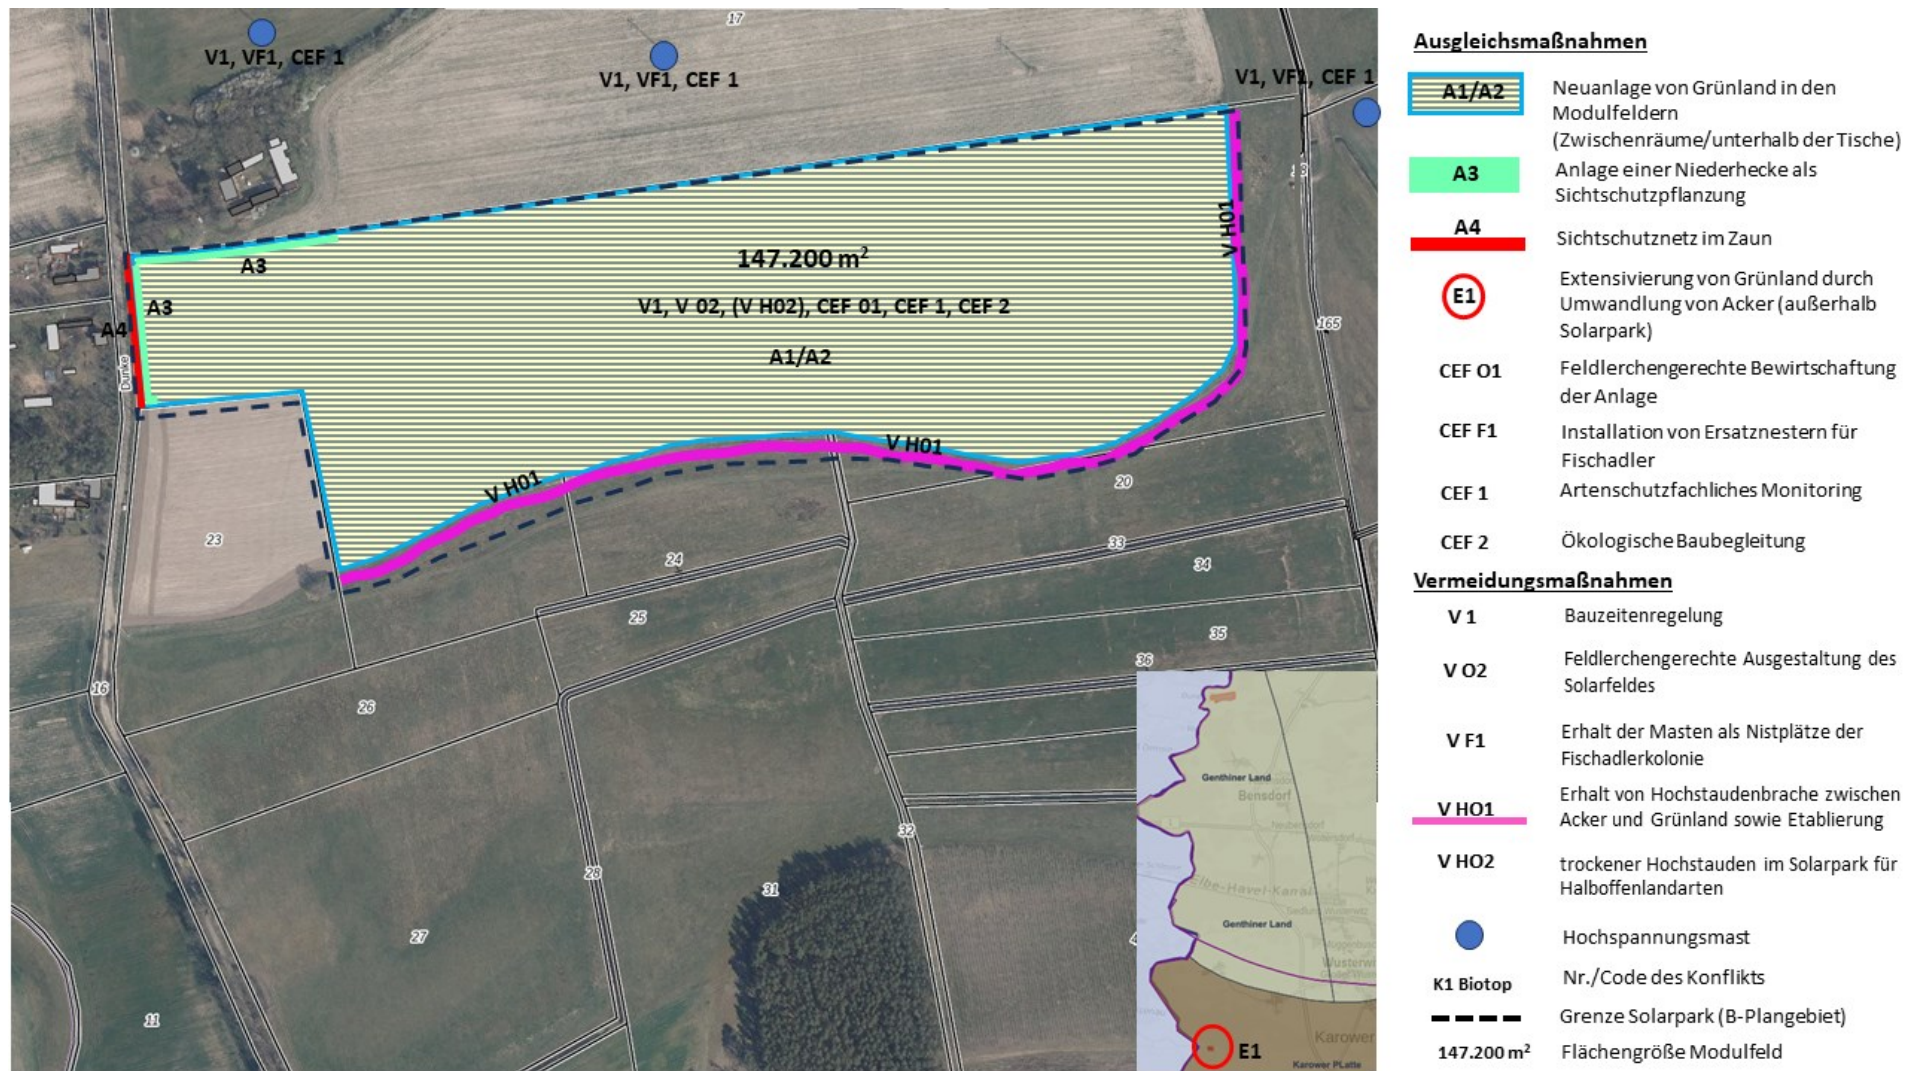 17
V1, VF1, CEF 1
V1, VF1, CEF 1
V1, VF1, CEF 1
V H01
147.200 m²
A3
V1, V 02, (V H02), CEF 01, CEF 1, CEF 2
A3
A4
165
A1/A2
Dunke
V H01
V H01
20
23
24
33
34
25
35
36
16
26
32
28
31
27
11
Genthiner Land
Bensdorf
Elbe-Havel-Kanal
Genthiner Land
Karower
E1
Karower PLatte
Ausgleichsmaßnahmen
A1/A2
Neuanlage von Grünland in den
Modulfeldern
(Zwischenräume/unterhalb der Tische)
A3
Anlage einer Niederhecke als
Sichtschutzpflanzung
A4
Sichtschutznetz im Zaun
E1
Extensivierung von Grünland durch
Umwandlung von Acker (außerhalb
Solarpark)
CEF O1
Feldlerchengerechte Bewirtschaftung
der Anlage
CEF F1
Installation von Ersatznestern für
Fischadler
CEF 1
Artenschutzfachliches Monitoring
CEF 2
Ökologische Baubegleitung
Vermeidungsmaßnahmen
V 1
Bauzeitenregelung
V O2
Feldlerchengerechte Ausgestaltung des
Solarfeldes
V F1
Erhalt der Masten als Nistplätze der
Fischadlerkolonie
V HO1
Erhalt von Hochstaudenbrache zwischen
Acker und Grünland sowie Etablierung
V HO2
trockener Hochstauden im Solarpark für
Halboffenlandarten
Hochspannungsmast
K1 Biotop
Nr./Code des Konflikts
Grenze Solarpark (B-Plangebiet)
147.200 m²
Flächengröße Modulfeld